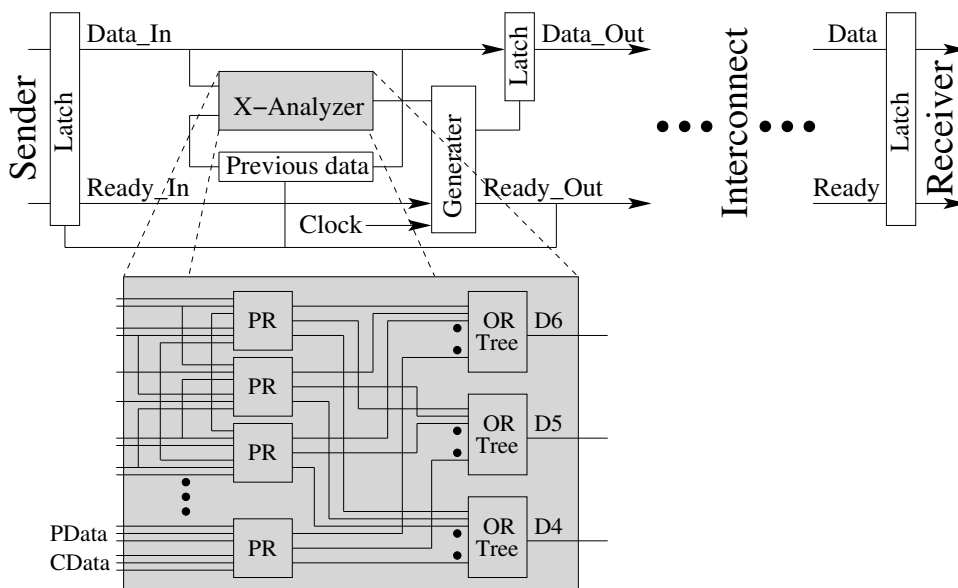 Sender
Latch
Data_In
X-Analyzer
Previous data
Ready_In
Clock
Generater
Latch
Data_Out
Ready_Out
Interconnect
Data
Ready
Latch
Receiver
PR
PR
PR
PR
PData
CData
OR
Tree
D6
OR
Tree
D5
OR
Tree
D4